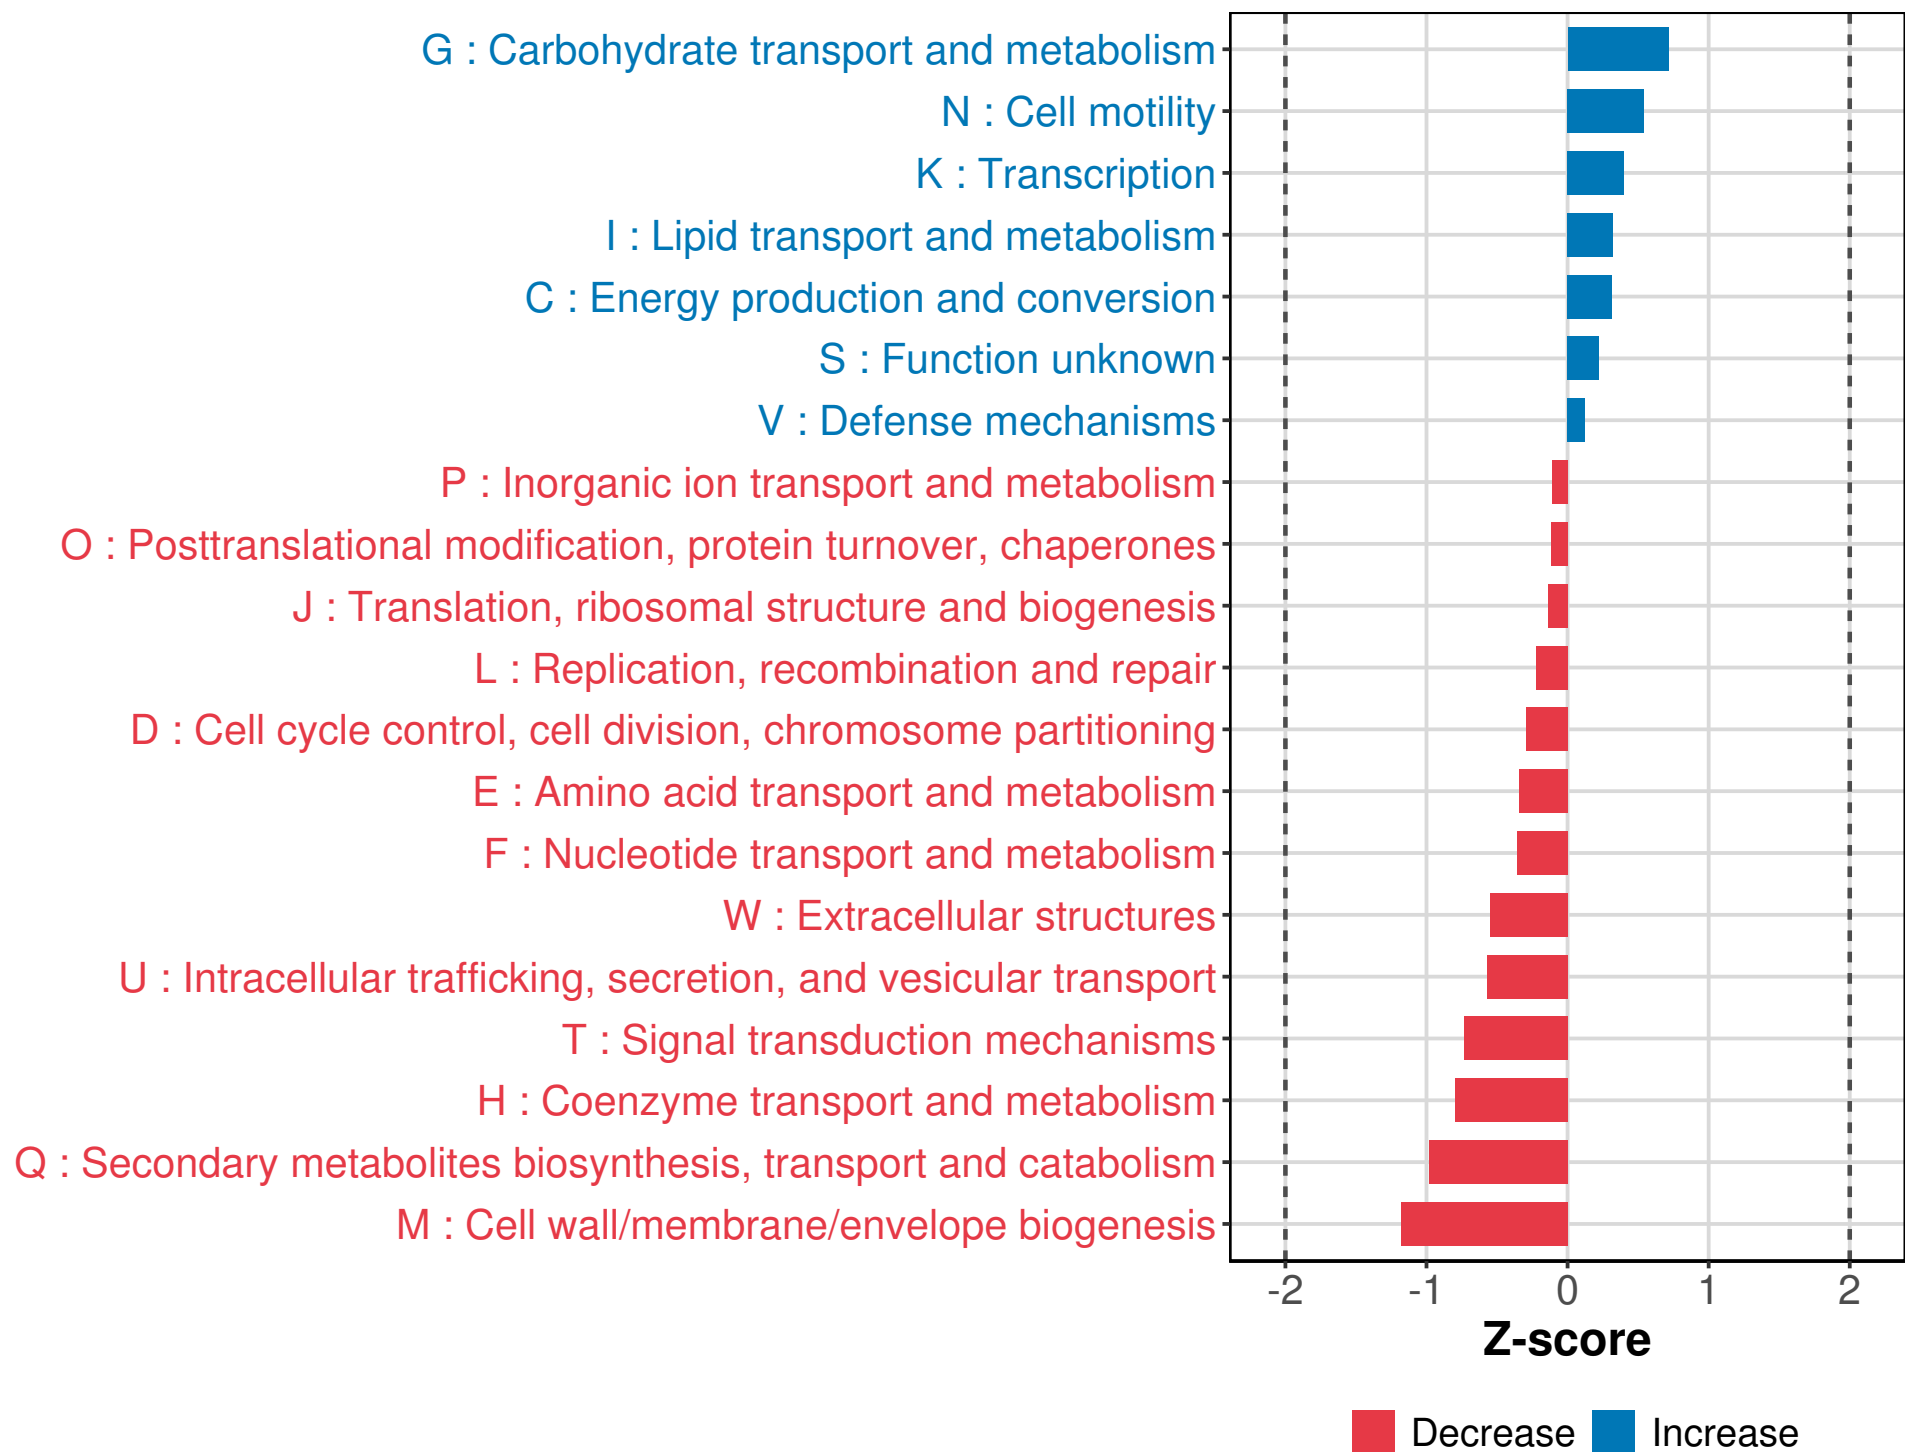 G : Carbohydrate transport and metabolism
N : Cell motility
K : Transcription
I : Lipid transport and metabolism
C : Energy production and conversion
S : Function unknown
V : Defense mechanisms
P : Inorganic ion transport and metabolism
O : Posttranslational modification, protein turnover, chaperones
J : Translation, ribosomal structure and biogenesis
L : Replication, recombination and repair
D : Cell cycle control, cell division, chromosome partitioning
E : Amino acid transport and metabolism
F : Nucleotide transport and metabolism
W : Extracellular structures
U : Intracellular trafficking, secretion, and vesicular transport
T : Signal transduction mechanisms
H : Coenzyme transport and metabolism
Q : Secondary metabolites biosynthesis, transport and catabolism
M : Cell wall/membrane/envelope biogenesis
-2 -1 0 1 2
Z-score
Decrease Increase